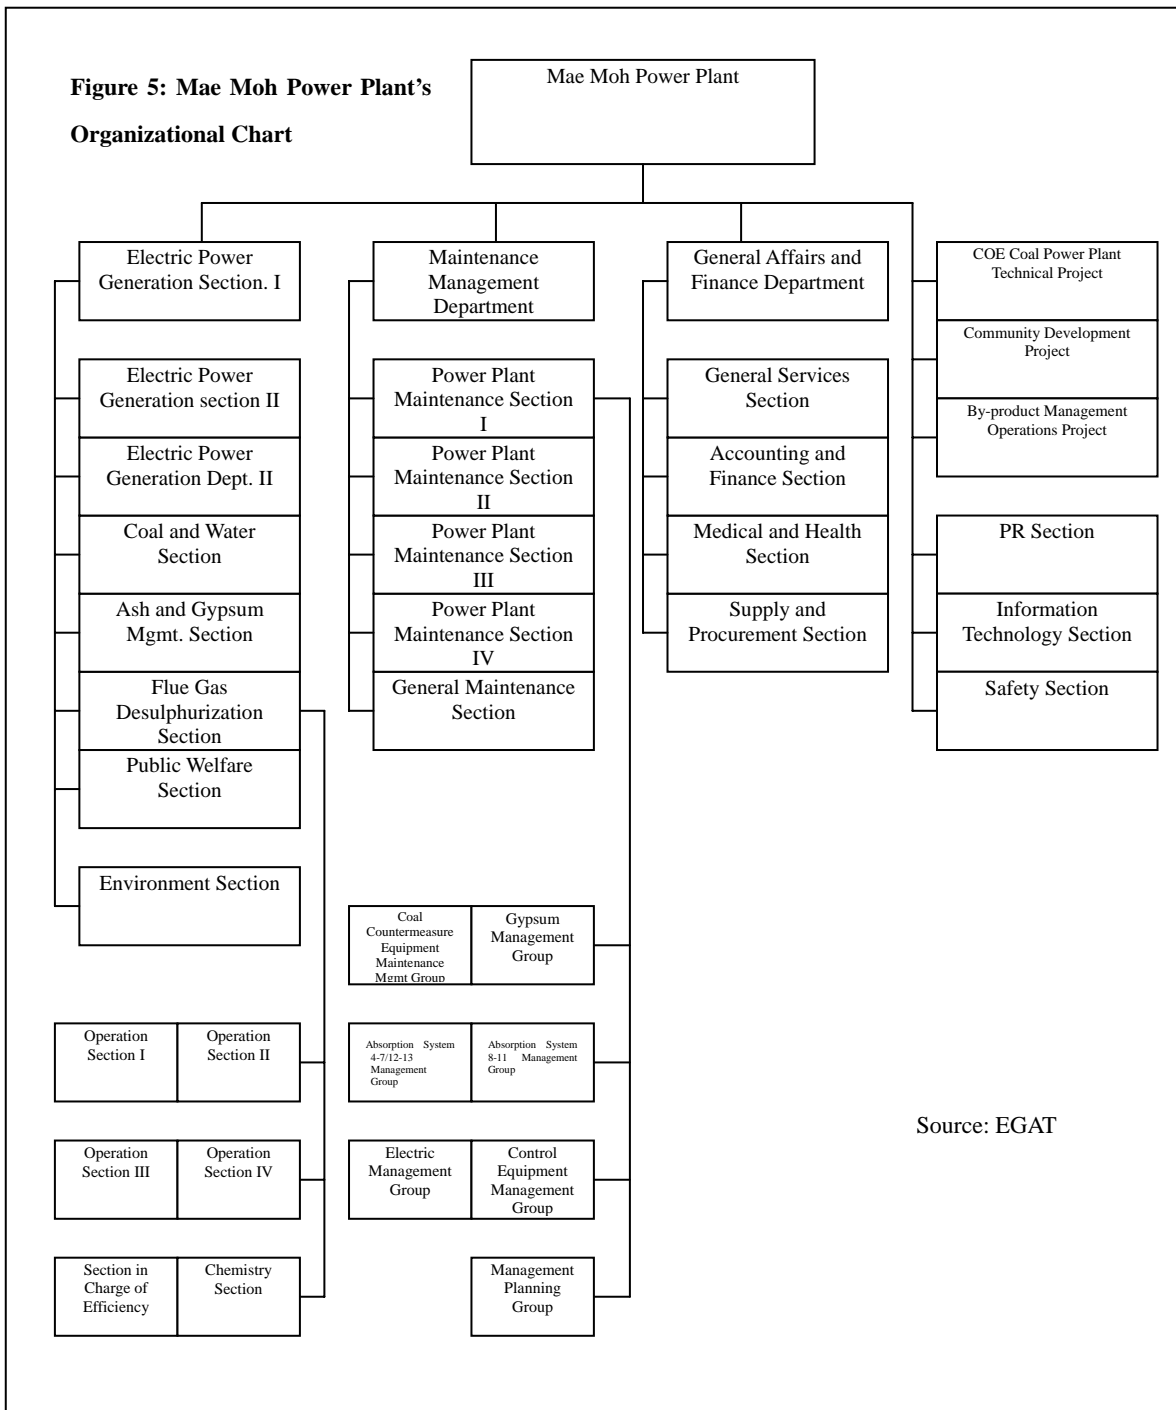 Figure 5: Mae Moh Power Plant's
Organizational Chart
Mae Moh Power Plant
Electric Power
Generation Section. I
Maintenance
Management
Department
General Affairs and
Finance Department
COE Coal Power Plant
Technical Project
Community Development
Project
By-product Management
Operations Project
Electric Power
Generation section II
Electric Power
Generation Dept. II
Coal and Water
Section
Ash and Gypsum
Mgmt. Section
Flue Gas
Desulphurization
Section
Public Welfare
Section
Environment Section
Power Plant
Maintenance Section
I
Power Plant
Maintenance Section
II
Power Plant
Maintenance Section
III
Power Plant
Maintenance Section
IV
General Maintenance
Section
General Services
Section
Accounting and
Finance Section
Medical and Health
Section
Supply and
Procurement Section
PR Section
Information
Technology Section
Safety Section
Coal
Countermeasure
Equipment
Maintenance
Mgmt Group
Gypsum
Management
Group
Operation
Section I
Operation
Section II
Absorption System
4-7/12-13
Management
Group
Absorption System
8-11 Management
Group
Source: EGAT
Operation
Section III
Operation
Section IV
Electric
Management
Group
Control
Equipment
Management
Group
Section in
Charge of
Efficiency
Chemistry
Section
Management
Planning
Group